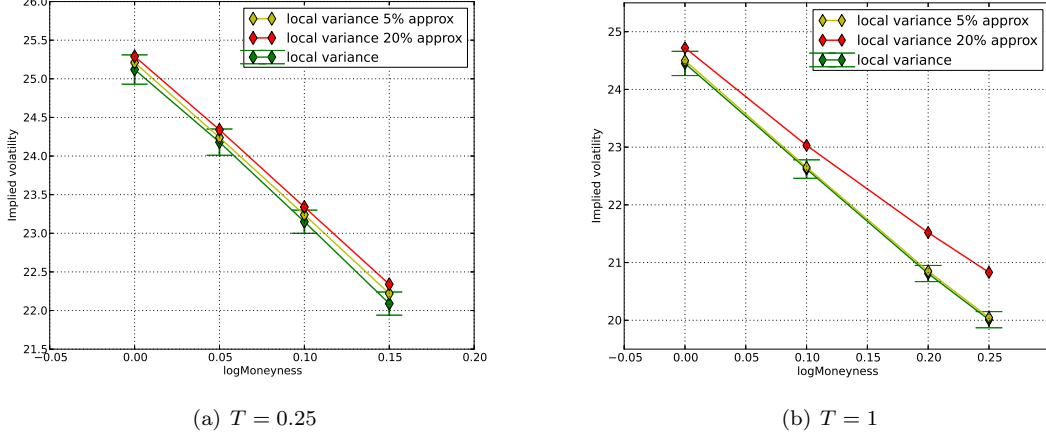 26.0
25.5
25.0
24.5
24.0
23.5
23.0
22.5
22.0
21.5
Implied volatility
local variance 5% approx
local variance 20% approx
local variance
−0.05
0.00
0.05
0.10
0.15
0.20
logMoneyness
(a) T = 0.25
25
24
23
22
21
20
Implied volatility
local variance 5% approx
local variance 20% approx
local variance
−0.05
0.00
0.05
0.10
0.15
0.20
0.25
logMoneyness
(b) T = 1